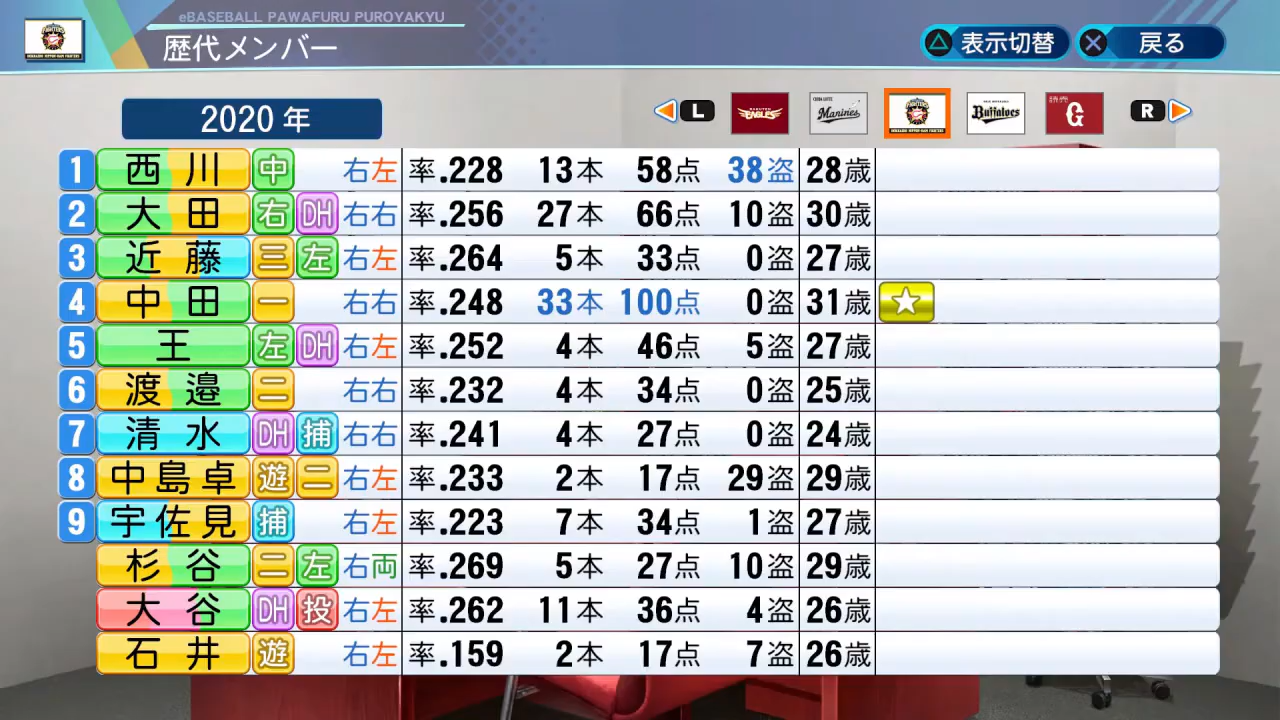 eBASEBALL PAWAFURU PUROYAKYU
歴代メンバー
表示切替 戻る
2020年
L EAGLES Marines FIGHTERS Buffaloes G R
1 西川 中 右左 率.228 13本 58点 38盗 28歳
2 大田 右 DH 右右 率.256 27本 66点 10盗 30歳
3 近藤 三 左 右左 率.264 5本 33点 0盗 27歳
4 中田 一 右右 率.248 33本 100点 0盗 31歳
5 王 左 DH 右左 率.252 4本 46点 5盗 27歳
6 渡邉 二 右右 率.232 4本 34点 0盗 25歳
7 清水 DH 捕 右右 率.241 4本 27点 0盗 24歳
8 中島卓 遊 二 右左 率.233 2本 17点 29盗 29歳
9 宇佐見 捕 右左 率.223 7本 34点 1盗 27歳
杉谷 二 左 右両 率.269 5本 27点 10盗 29歳
大谷 DH 投 右左 率.262 11本 36点 4盗 26歳
石井 遊 右左 率.159 2本 17点 7盗 26歳